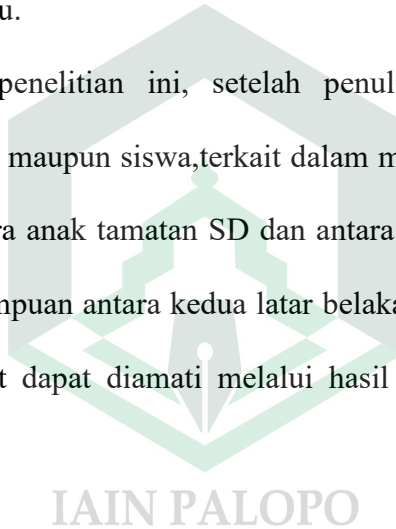 u.
penelitian ini, setelah penul
maupun siswa,terkait dalam m
ra anak tamatan SD dan antara
mpuan antara kedua latar belaka
t dapat diamati melalui hasil
IAIN PALOPO